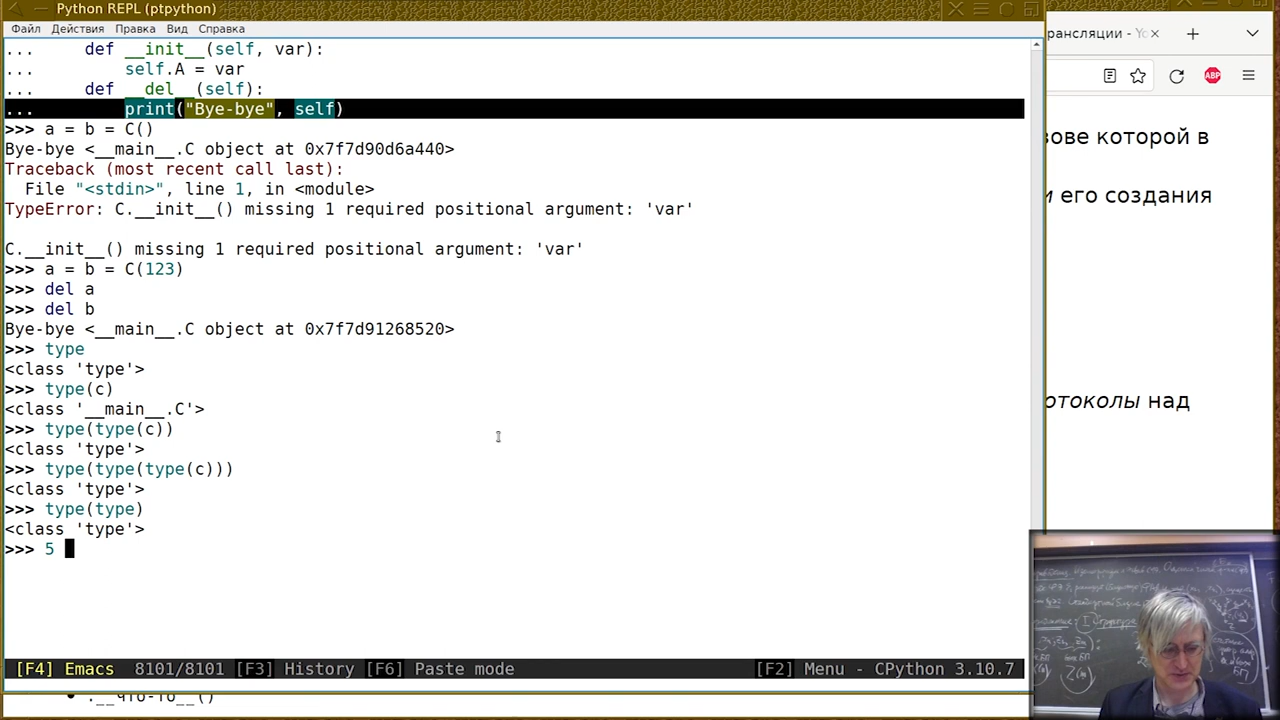 Python REPL (ptpython)
Файл Действия Правка Вид Справка
... def __init__(self, var):
... self.A = var
... def __del__(self):
... print("Bye-bye", self)
>>> a = b = C()
Bye-bye <__main__.C object at 0x7f7d90d6a440>
Traceback (most recent call last):
File "<stdin>", line 1, in <module>
TypeError: C.__init__() missing 1 required positional argument: 'var'
C.__init__() missing 1 required positional argument: 'var'
>>> a = b = C(123)
>>> del a
>>> del b
Bye-bye <__main__.C object at 0x7f7d91268520>
>>> type
<class 'type'>
>>> type(c)
<class '__main__.C'>
>>> type(type(c))
<class 'type'>
>>> type(type(type(c)))
<class 'type'>
>>> type(type)
<class 'type'>
>>> 5
[F4] Emacs 8101/8101 [F3] History [F6] Paste mode [F2] Menu - CPython 3.10.7
рансляции - Yo
ABP
зове которой в
и его создания
отоколы над
.__что-то__()